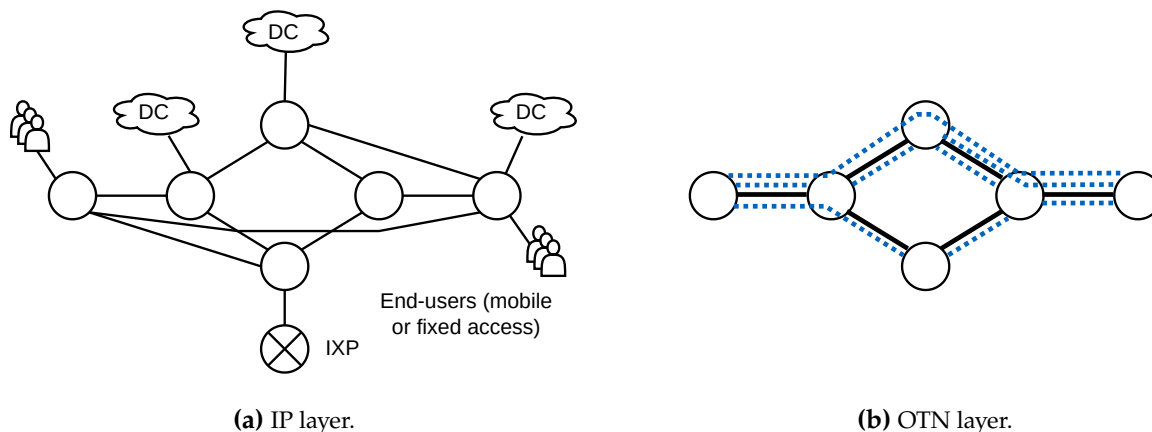 DC
DC
DC
End-users (mobile
or fixed access)
IXP
(a) IP layer.
(b) OTN layer.